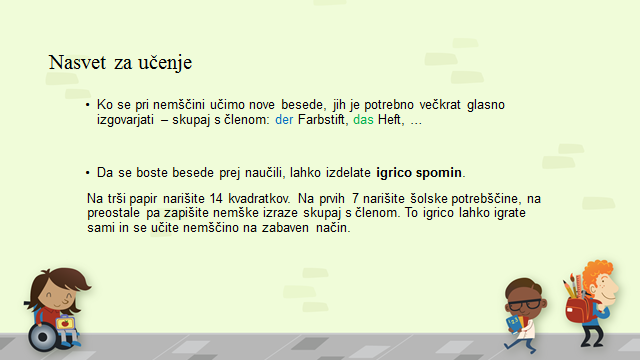 Nasvet za učenje
• Ko se pri nemščini učimo nove besede, jih je potrebno večkrat glasno
izgovarjati – skupaj s členom: der Farbstift, das Heft, …
• Da se boste besede prej naučili, lahko izdelate igrico spomin.
Na trši papir narišite 14 kvadratkov. Na prvih 7 narišite šolske potrebščine, na
preostale pa zapišite nemške izraze skupaj s členom. To igrico lahko igrate
sami in se učite nemščino na zabaven način.